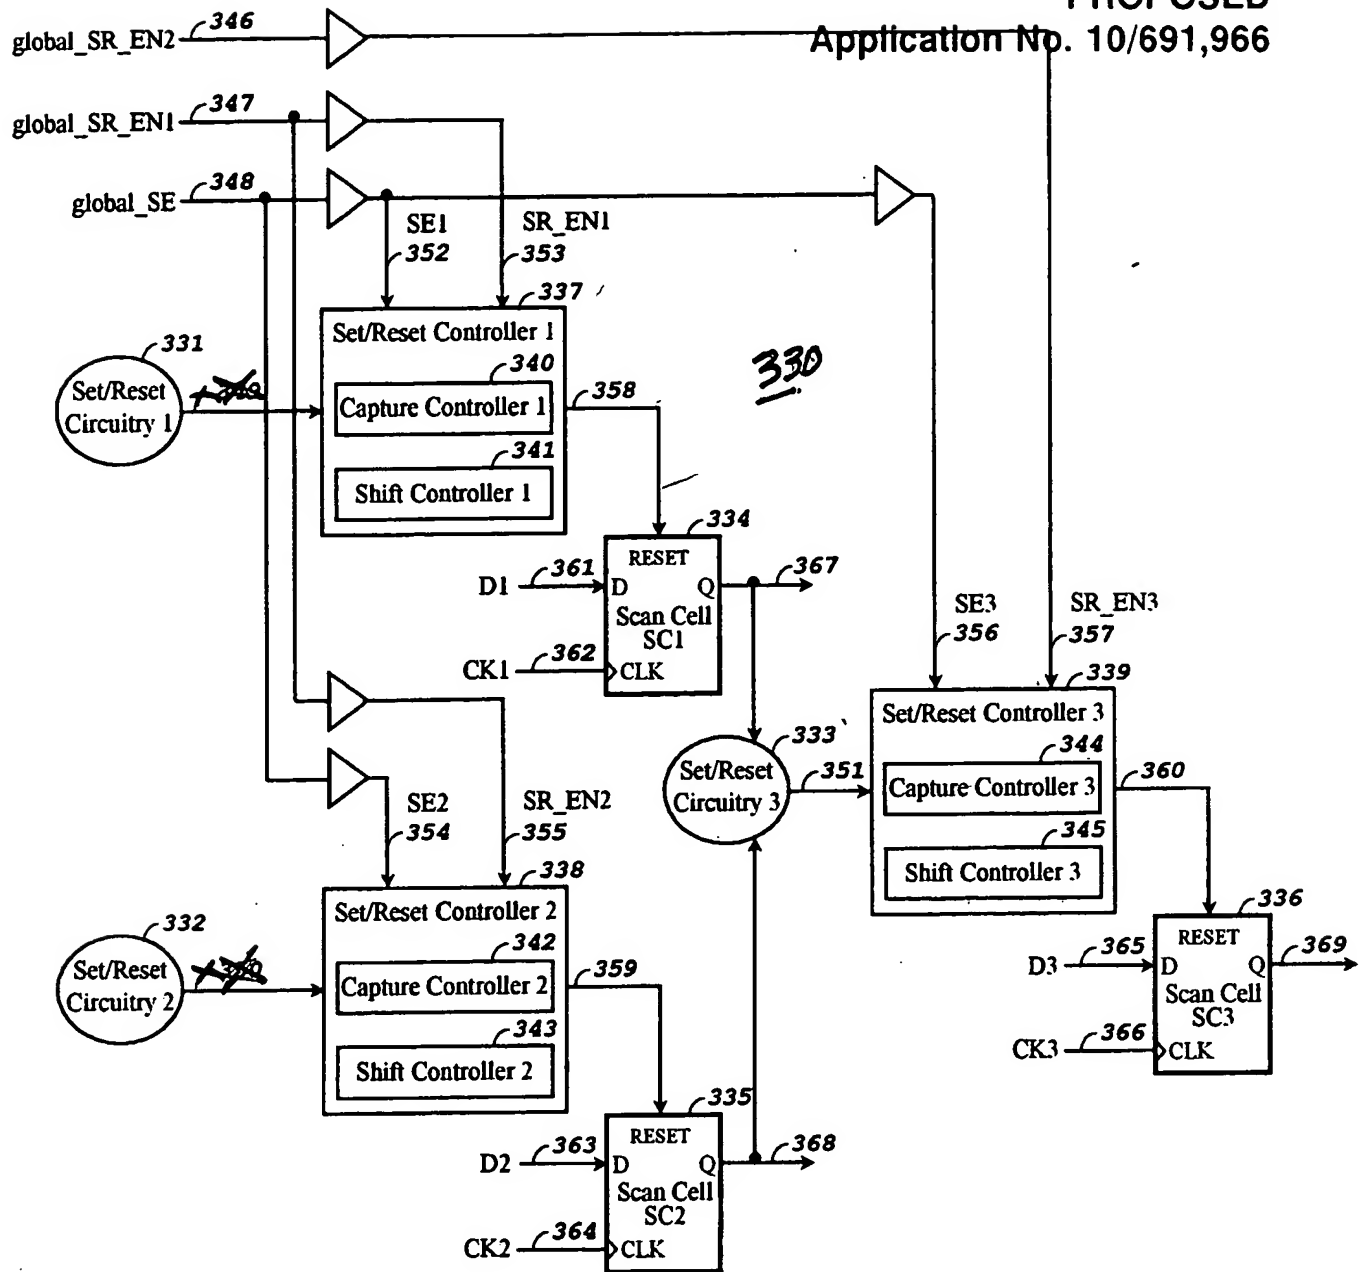 PROPOSED
Application No. 10/691,966
global_SR_EN2 346
global_SR_EN1 347
global_SE 348
SE1
352
SR_EN1
353
337
Set/Reset Controller 1
340
Capture Controller 1
341
Shift Controller 1
331
Set/Reset
Circuitry 1
358
330
334
RESET
D1 361 D Q 367
Scan Cell
SC1
CK1 362 CLK
SE3
356
SR_EN3
357
339
Set/Reset Controller 3
344
Capture Controller 3
345
Shift Controller 3
333
Set/Reset
Circuitry 3
351
360
SE2
354
SR_EN2
355
338
Set/Reset Controller 2
342
Capture Controller 2
343
Shift Controller 2
332
Set/Reset
Circuitry 2
359
336
RESET
D3 365 D Q 369
Scan Cell
SC3
CK3 366 CLK
335
RESET
D2 363 D Q 368
Scan Cell
SC2
CK2 364 CLK